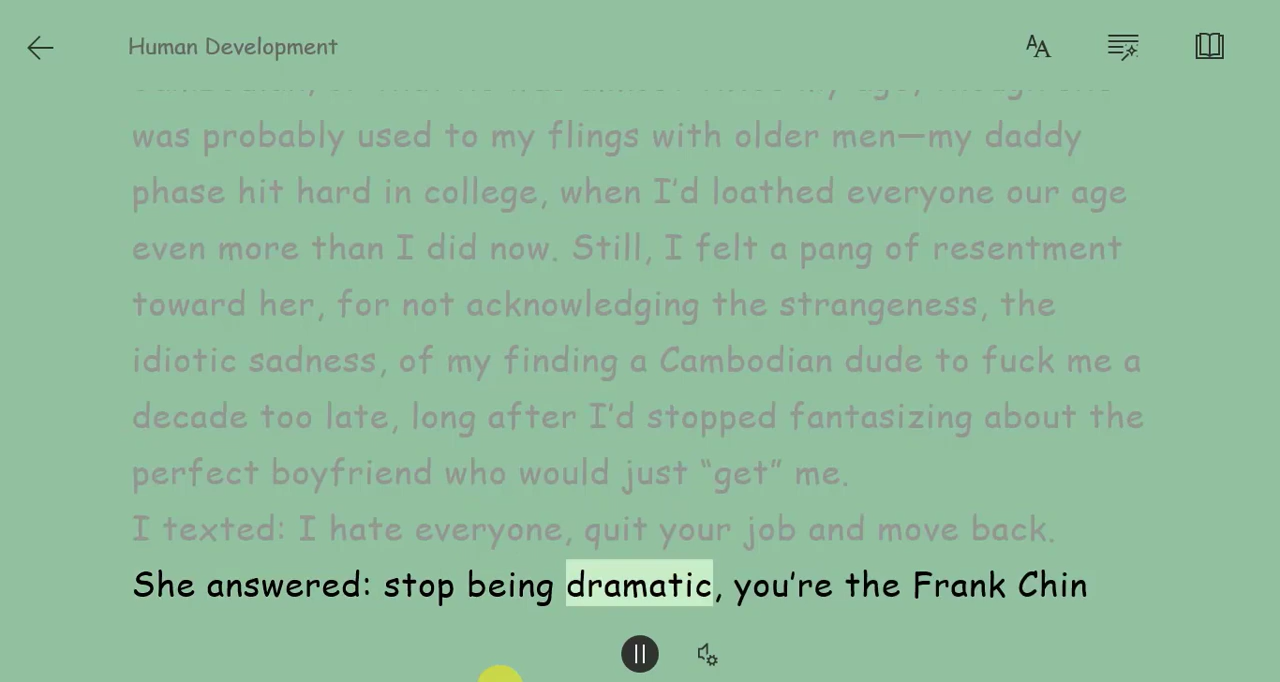 Human Development
was probably used to my flings with older men—my daddy
phase hit hard in college, when I'd loathed everyone our age
even more than I did now. Still, I felt a pang of resentment
toward her, for not acknowledging the strangeness, the
idiotic sadness, of my finding a Cambodian dude to fuck me a
decade too late, long after I'd stopped fantasizing about the
perfect boyfriend who would just “get” me.
I texted: I hate everyone, quit your job and move back.
She answered: stop being dramatic, you're the Frank Chin